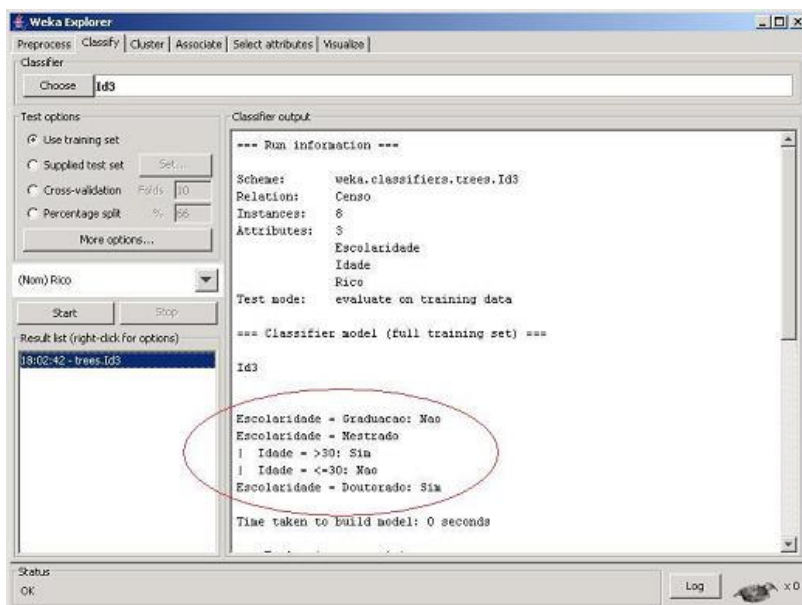 Weka Explorer
Preprocess Classify Cluster Associate Select attributes Visualize
Classifier
Choose Id3
Test options
Use training set
Supplied test set Set...
Cross-validation Folds 10
Percentage split % 66
More options...
(Nom) Rico
Start Stop
Result list (right-click for options)
18:02:42 - trees.Id3
Classifier output
=== Run information ===
Scheme: weka.classifiers.trees.Id3
Relation: Censo
Instances: 8
Attributes: 3
Escolaridade
Idade
Rico
Test mode: evaluate on training data
=== Classifier model (full training set) ===
Id3
Escolaridade = Graduacao: Nao
Escolaridade = Mestrado
| Idade = >30: Sim
| Idade = <=30: Nao
Escolaridade = Doutorado: Sim
Time taken to build model: 0 seconds
Status
OK
Log x 0